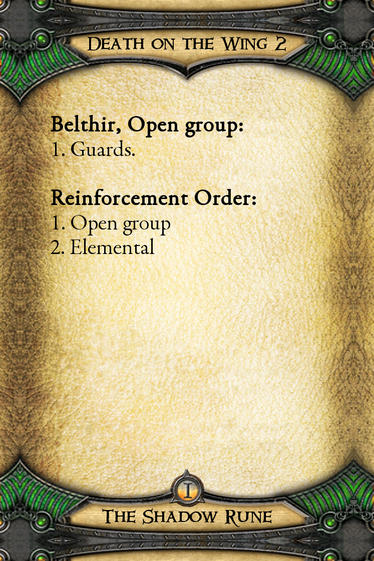 Death on the Wing 2
Belthir, Open group:
1. Guards.
Reinforcement Order:
1. Open group
2. Elemental
I
The Shadow Rune